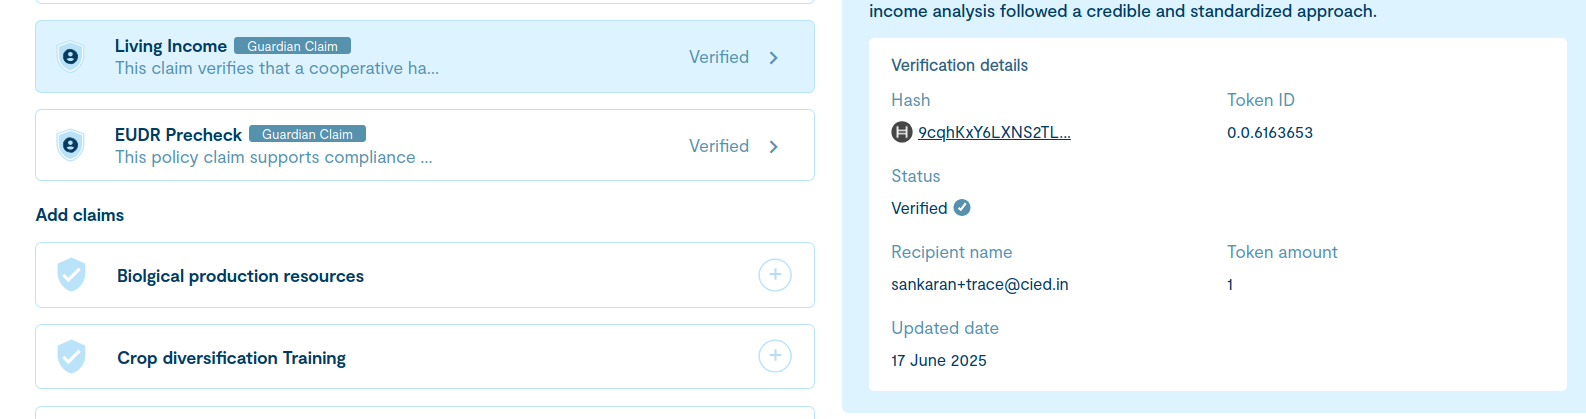 Living Income Guardian Claim
This claim verifies that a cooperative ha...
Verified
EUDR Precheck Guardian Claim
This policy claim supports compliance ...
Verified
Add claims
Biolgical production resources
Crop diversification Training
income analysis followed a credible and standardized approach.
Verification details
Hash
Token ID
9cqhKxY6LXNS2TL...
0.0.6163653
Status
Verified
Recipient name
Token amount
sankaran+trace@cied.in
1
Updated date
17 June 2025